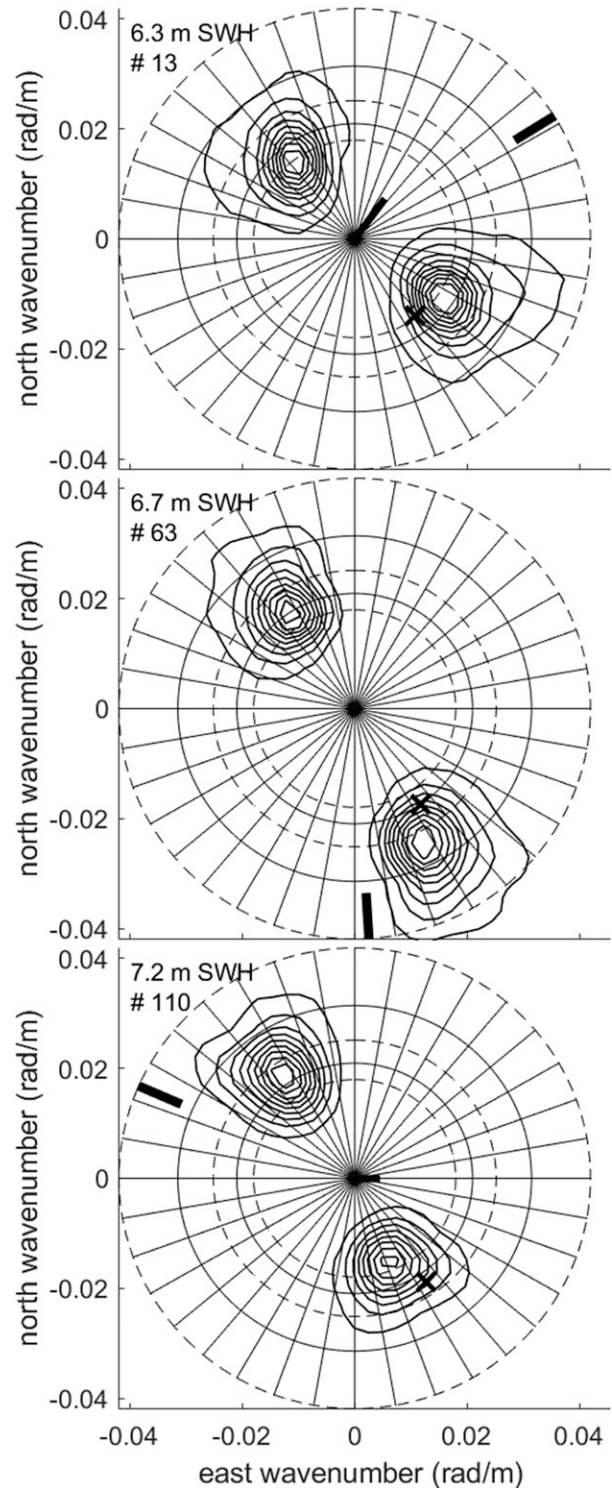 0.04
6.3 m SWH
# 13
0.02
0
-0.02
-0.04
north wavenumber (rad/m)
0.04
6.7 m SWH
# 63
0.02
0
-0.02
-0.04
north wavenumber (rad/m)
0.04
7.2 m SWH
# 110
0.02
0
-0.02
-0.04
north wavenumber (rad/m)
-0.04 -0.02 0 0.02 0.04
east wavenumber (rad/m)